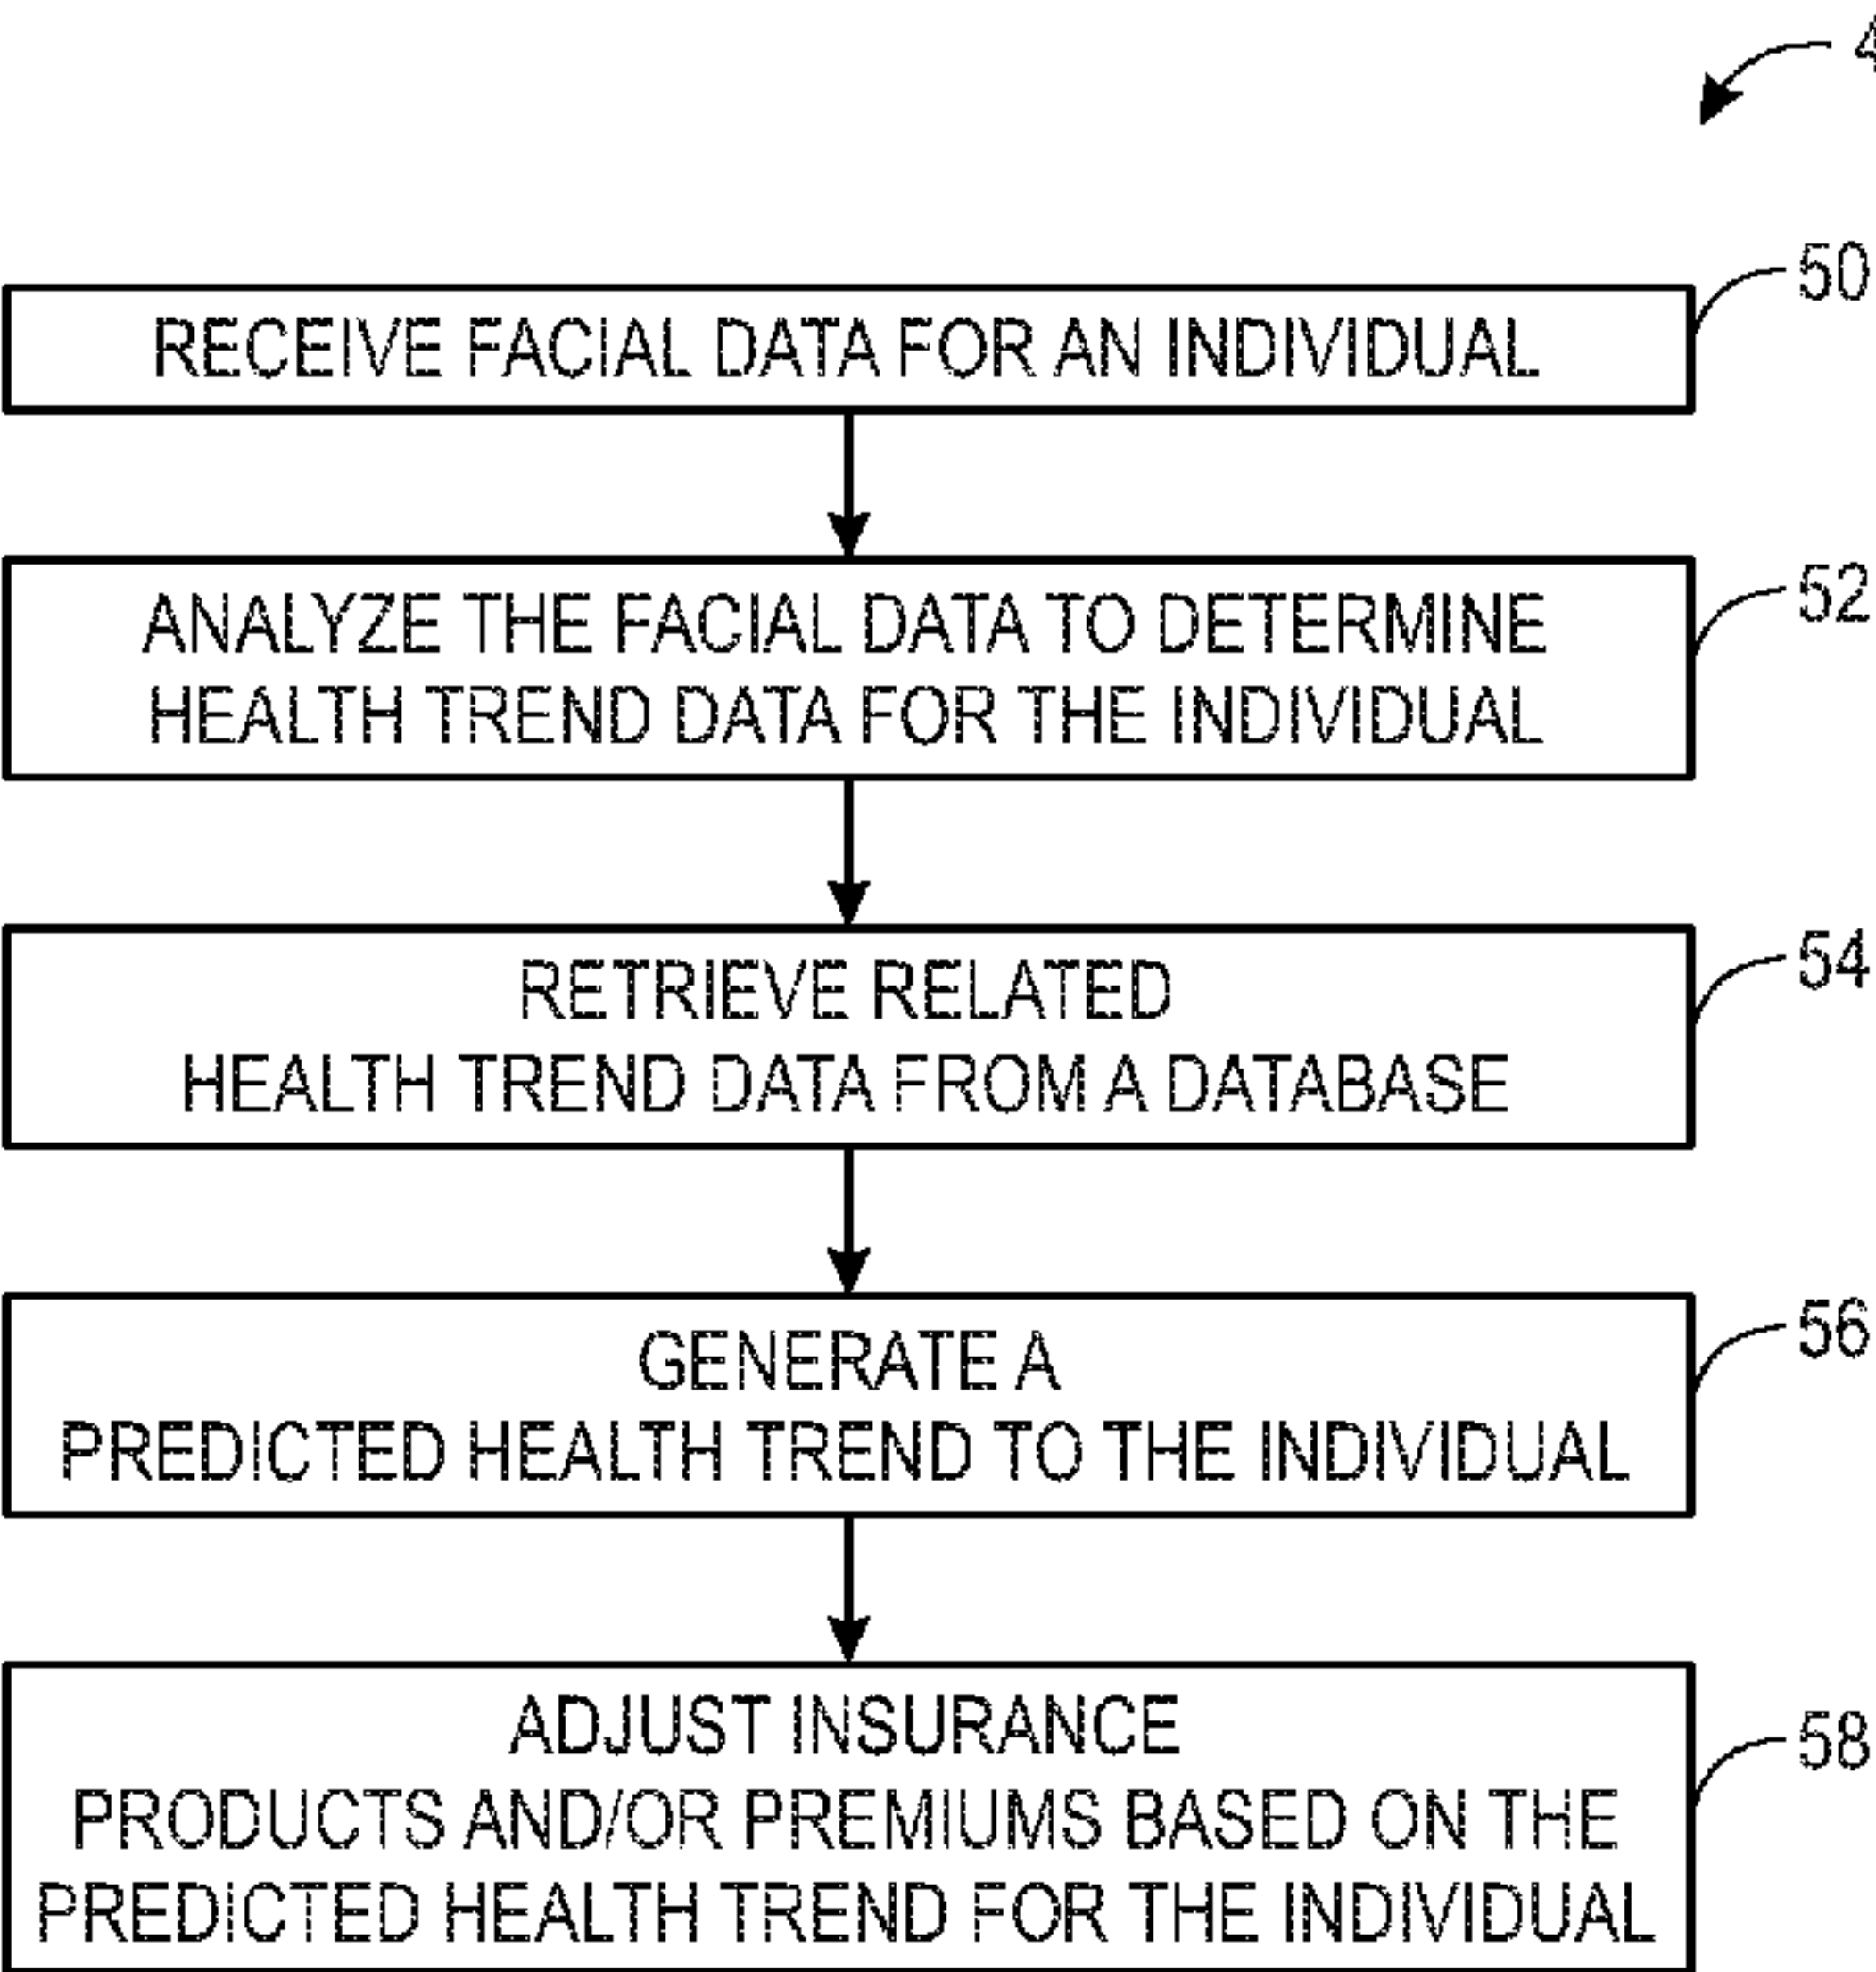 50
RECEIVE FACIAL DATA FOR AN INDIVIDUAL
52
ANALYZE THE FACIAL DATA TO DETERMINE
HEALTH TREND DATA FOR THE INDIVIDUAL
54
RETRIEVE RELATED
HEALTH TREND DATA FROM A DATABASE
56
GENERATE A
PREDICTED HEALTH TREND TO THE INDIVIDUAL
58
ADJUST INSURANCE
PRODUCTS AND/OR PREMIUMS BASED ON THE
PREDICTED HEALTH TREND FOR THE INDIVIDUAL